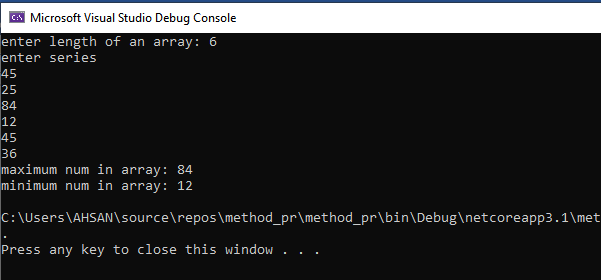 Microsoft Visual Studio Debug Console
enter length of an array: 6
enter series
45
25
84
12
45
36
maximum num in array: 84
minimum num in array: 12
C:\Users\AHSAN\source\repos\method_pr\method_pr\bin\Debug\netcoreapp3.1\met
.
Press any key to close this window . . .